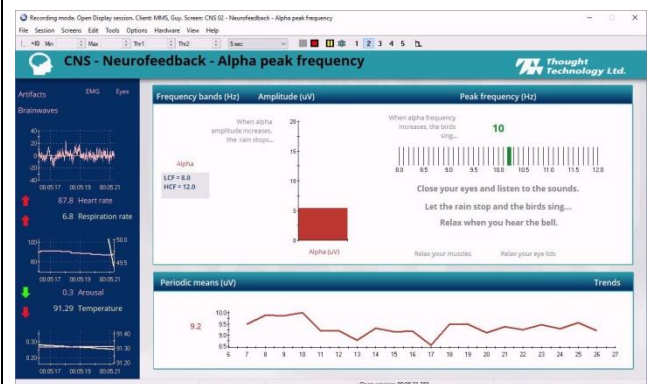 Recording mode. Open Display session. Client: MMS, Guy. Screen: CNS 02 - Neurofeedback - Alpha peak frequency
File Session Screens Edit Tools Options Hardware View Help
Min Max Thr1 Thr2 5 sec 1 2 3 4 5
CNS - Neurofeedback - Alpha peak frequency
Thought
Technology Ltd.
Artifacts EMG Eyes
Brainwaves
40
20
0
-20
-40
00:05:17 00:05:19 00:05:21
87.8 Heart rate
6.8 Respiration rate
100 50.0
80 49.5
00:05:17 00:05:19 00:05:21
0.3 Arousal
91.29 Temperature
91.40
0.30 91.30
0.20 91.20
00:05:17 00:05:19 00:05:21
Frequency bands (Hz) Amplitude (uV) Peak frequency (Hz)
When alpha
amplitude increases,
the rain stops...
Alpha
LCF = 8.0
HCF = 12.0
20
15
10
5
0
Alpha (uV)
When alpha frequency
increases, the birds
sing...
10
8.0 8.5 9.0 9.5 10.0 10.5 11.0 11.5 12.0
Close your eyes and listen to the sounds.
Let the rain stop and the birds sing...
Relax when you hear the bell.
Relax your muscles Relax your eye lids
Periodic means (uV) Trends
9.2
10.0
9.5
9.0
8.5
6 7 8 9 10 11 12 13 14 15 16 17 18 19 20 21 22 23 24 25 26 27